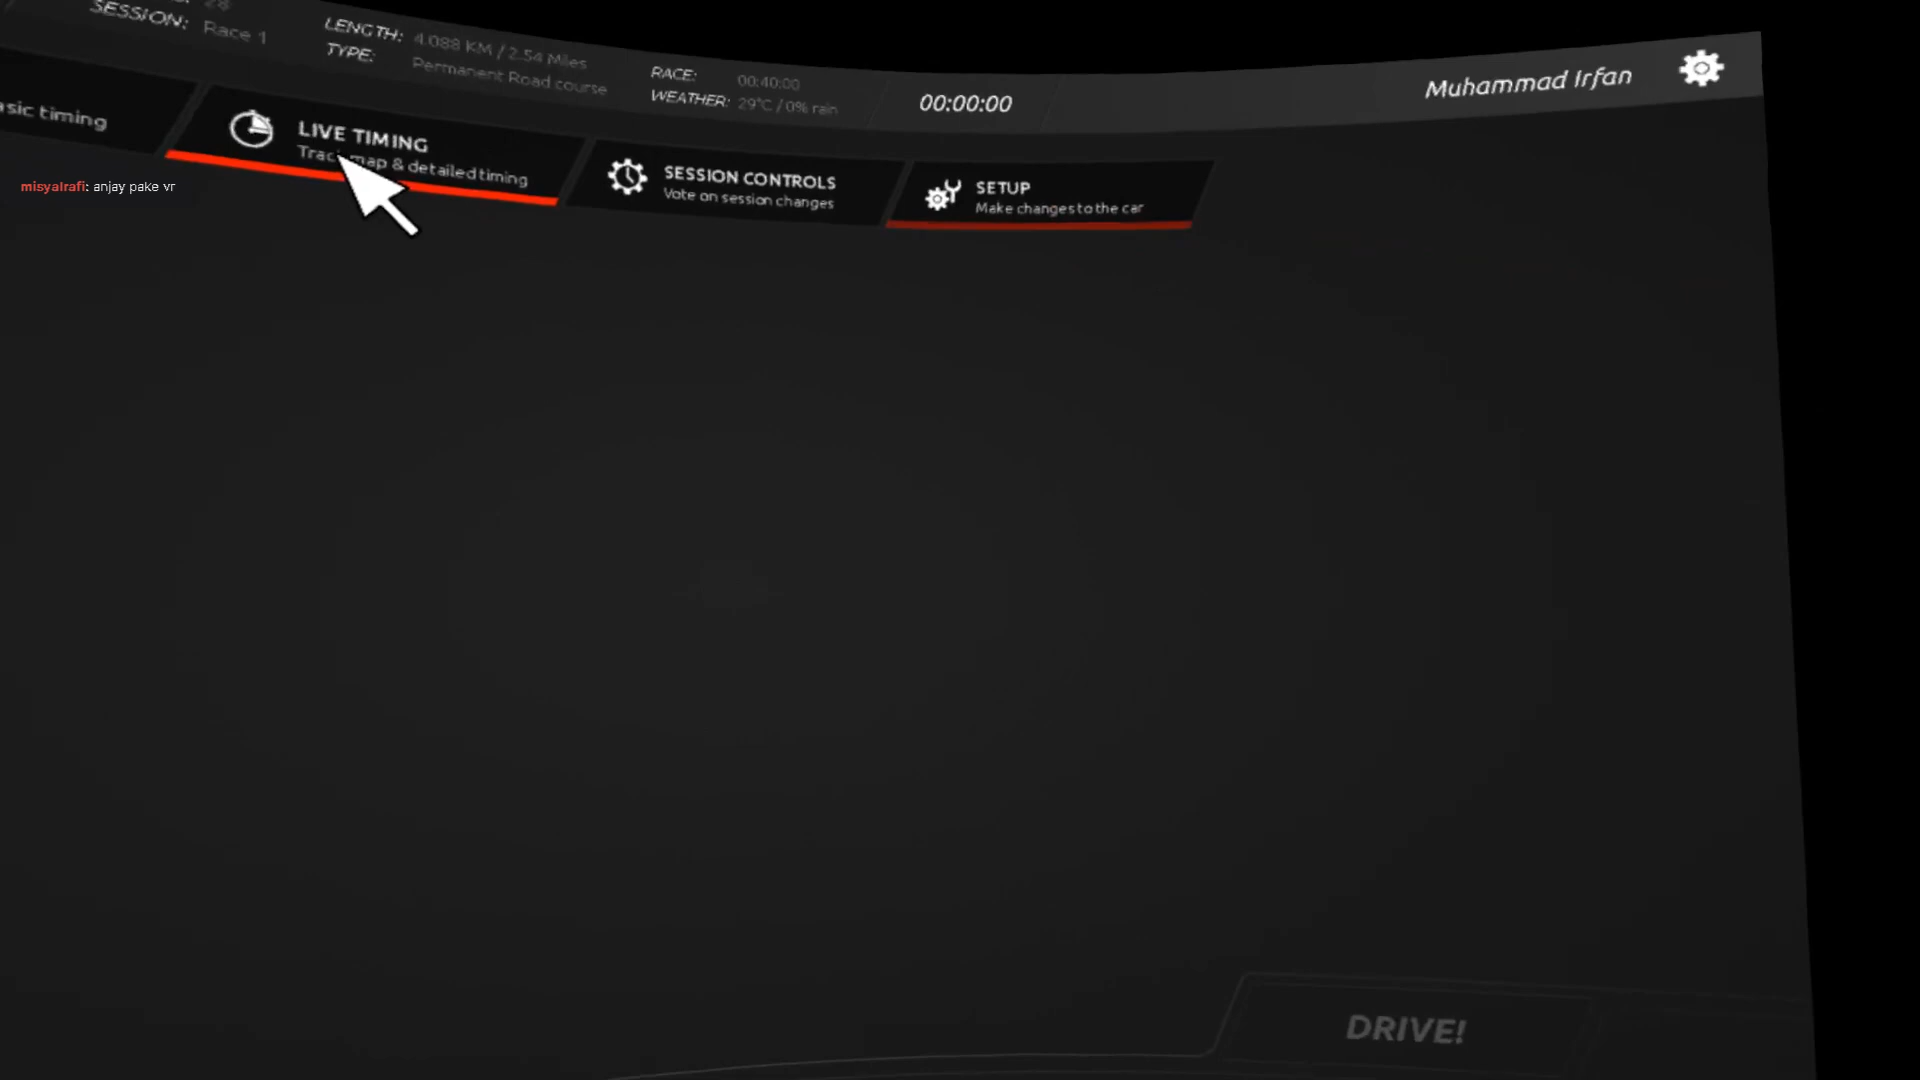 28
SESSION: Race 1
LENGTH: 4.088 KM / 2.54 Miles
TYPE: Permanent Road course
RACE: 00:40:00
WEATHER: 29°C / 0% rain
00:00:00
Muhammad Irfan
timing
LIVE TIMING
Track map & detailed timing
SESSION CONTROLS
Vote on session changes
SETUP
Make changes to the car
misyalrafi: anjay pake vr
DRIVE!